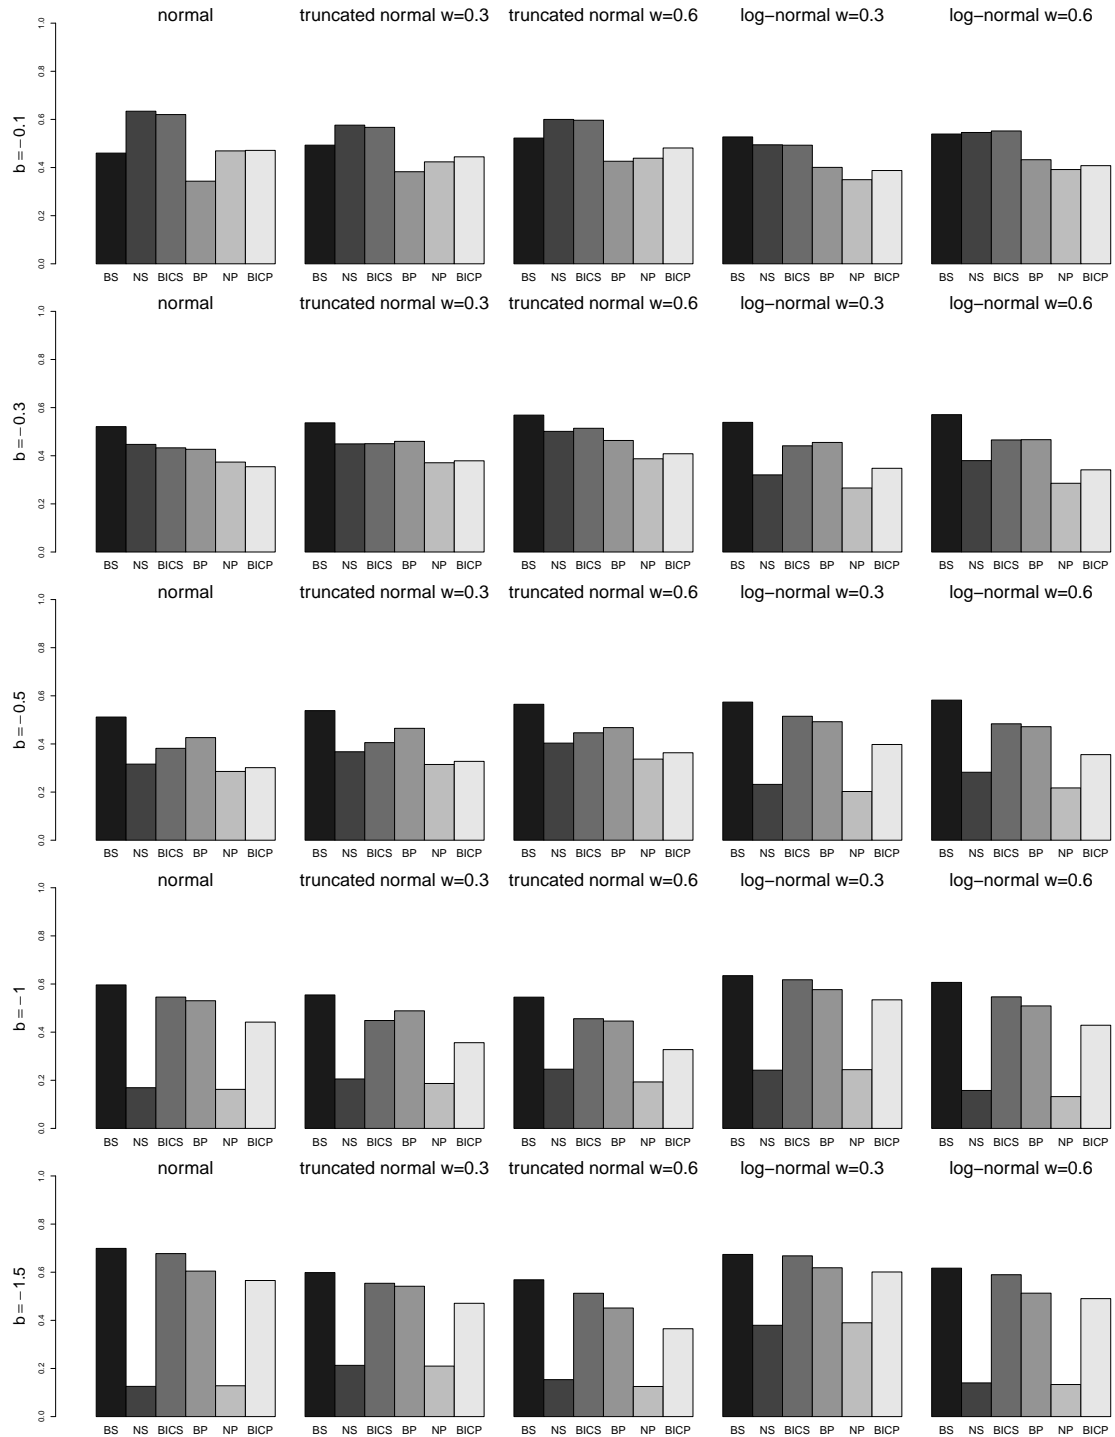 normal truncated normal w=0.3 truncated normal w=0.6 log−normal w=0.3 log−normal w=0.6
b = −0.1
0.0 0.2 0.4 0.6 0.8 1.0
BS NS BICS BP NP BICP BS NS BICS BP NP BICP BS NS BICS BP NP BICP BS NS BICS BP NP BICP BS NS BICS BP NP BICP
normal truncated normal w=0.3 truncated normal w=0.6 log−normal w=0.3 log−normal w=0.6
b = −0.3
0.0 0.2 0.4 0.6 0.8 1.0
BS NS BICS BP NP BICP BS NS BICS BP NP BICP BS NS BICS BP NP BICP BS NS BICS BP NP BICP BS NS BICS BP NP BICP
normal truncated normal w=0.3 truncated normal w=0.6 log−normal w=0.3 log−normal w=0.6
b = −0.5
0.0 0.2 0.4 0.6 0.8 1.0
BS NS BICS BP NP BICP BS NS BICS BP NP BICP BS NS BICS BP NP BICP BS NS BICS BP NP BICP BS NS BICS BP NP BICP
normal truncated normal w=0.3 truncated normal w=0.6 log−normal w=0.3 log−normal w=0.6
b = −1
0.0 0.2 0.4 0.6 0.8 1.0
BS NS BICS BP NP BICP BS NS BICS BP NP BICP BS NS BICS BP NP BICP BS NS BICS BP NP BICP BS NS BICS BP NP BICP
normal truncated normal w=0.3 truncated normal w=0.6 log−normal w=0.3 log−normal w=0.6
b = −1.5
0.0 0.2 0.4 0.6 0.8 1.0
BS NS BICS BP NP BICP BS NS BICS BP NP BICP BS NS BICS BP NP BICP BS NS BICS BP NP BICP BS NS BICS BP NP BICP